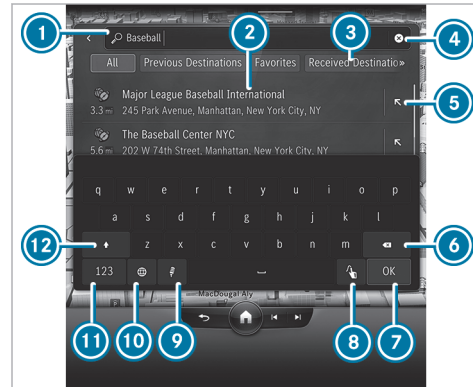 1
2
3
4
Baseball
All Previous Destinations Favorites Received Destinatio»
Major League Baseball International
3.3 mi 245 Park Avenue, Manhattan, New York City, NY
5
The Baseball Center NYC
5.6 mi 202 W 74th Street, Manhattan, New York City, NY
q w e r t y u i o p
a s d f g h j k l
12
z x c v b n m
6
123
OK
MacDougal Aly
11
10
9
8
7